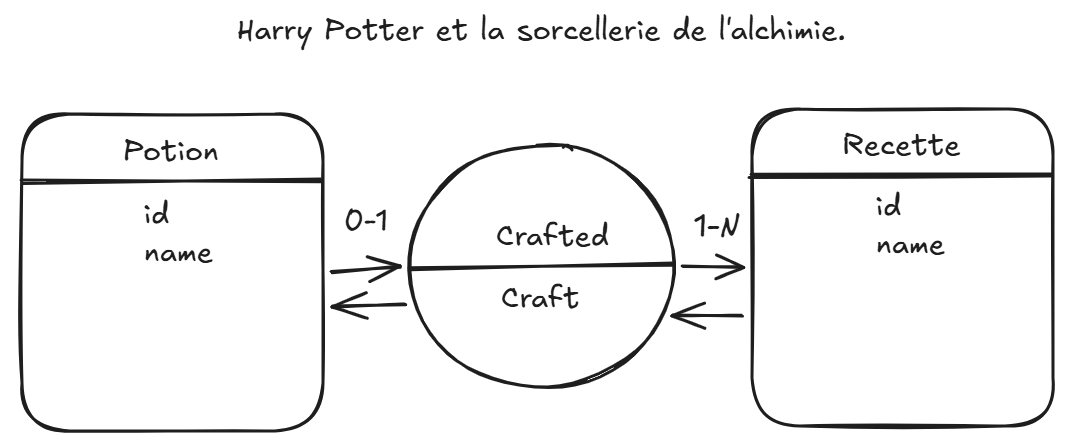 Harry Potter et la sorcellerie de l'alchimie.
Potion
id
name
0-1
Crafted
Craft
1-N
Recette
id
name